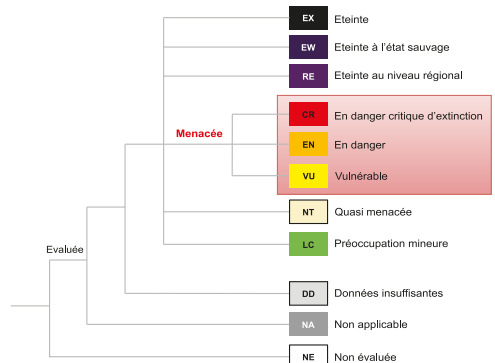 EX Eteinte
EW Eteinte à l'état sauvage
RE Eteinte au niveau régional
CR En danger critique d'extinction
Menacée
EN En danger
VU Vulnérable
NT Quasi menacée
LC Préoccupation mineure
Evaluée
DD Données insuffisantes
NA Non applicable
NE Non évaluée